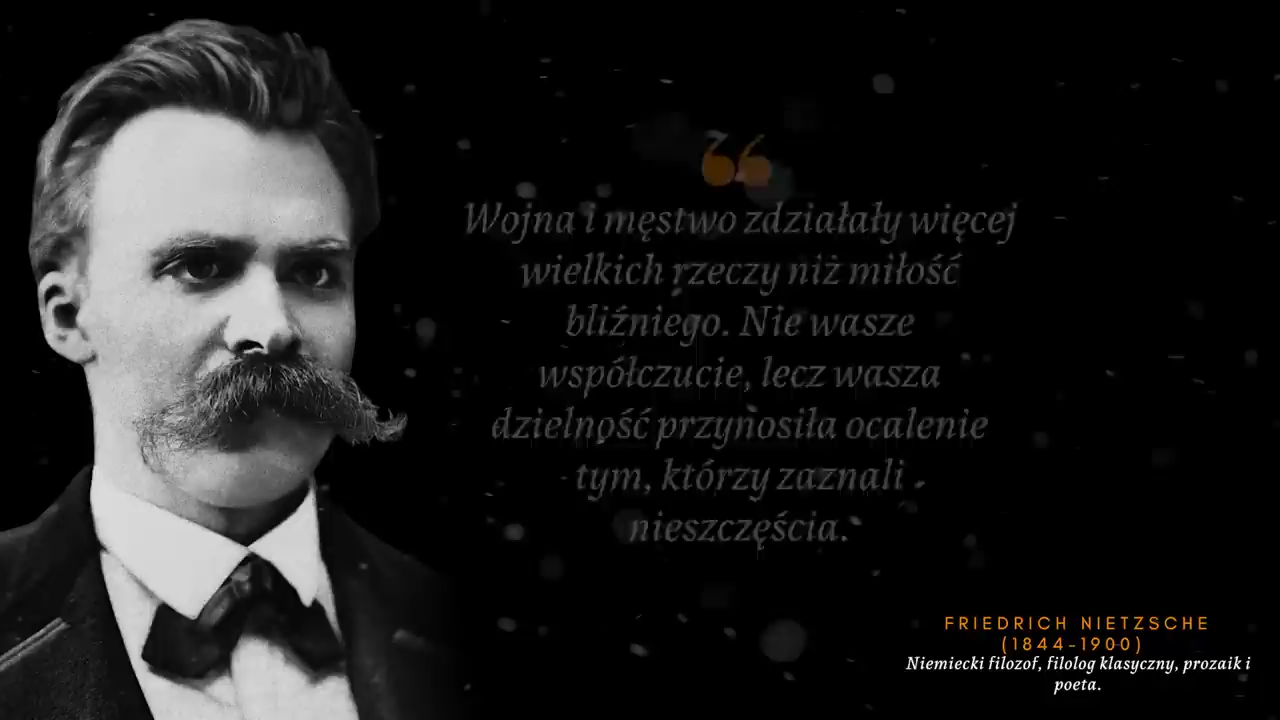 ❝
Wojna i męstwo zdziałały więcej
wielkich rzeczy niż miłość
bliźniego. Nie wasze
współczucie, lecz wasza
dzielność przynosiła ocalenie
tym, którzy zaznali
nieszczęścia.
FRIEDRICH NIETZSCHE
(1844-1900)
Niemiecki filozof, filolog klasyczny, prozaik i
poeta.